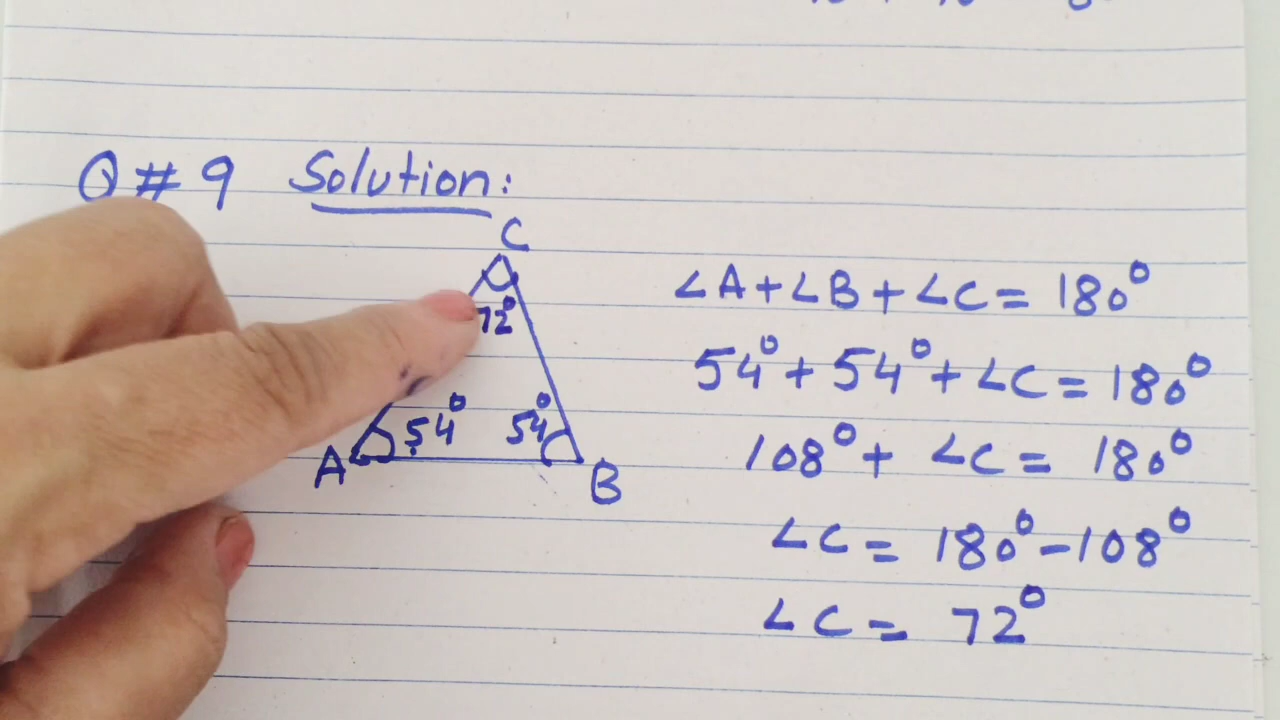 Q # 9 Solution:
C
72°
54° 54°
A B
∠A + ∠B + ∠C = 180°
54° + 54° + ∠C = 180°
108° + ∠C = 180°
∠C = 180° - 108°
∠C = 72°